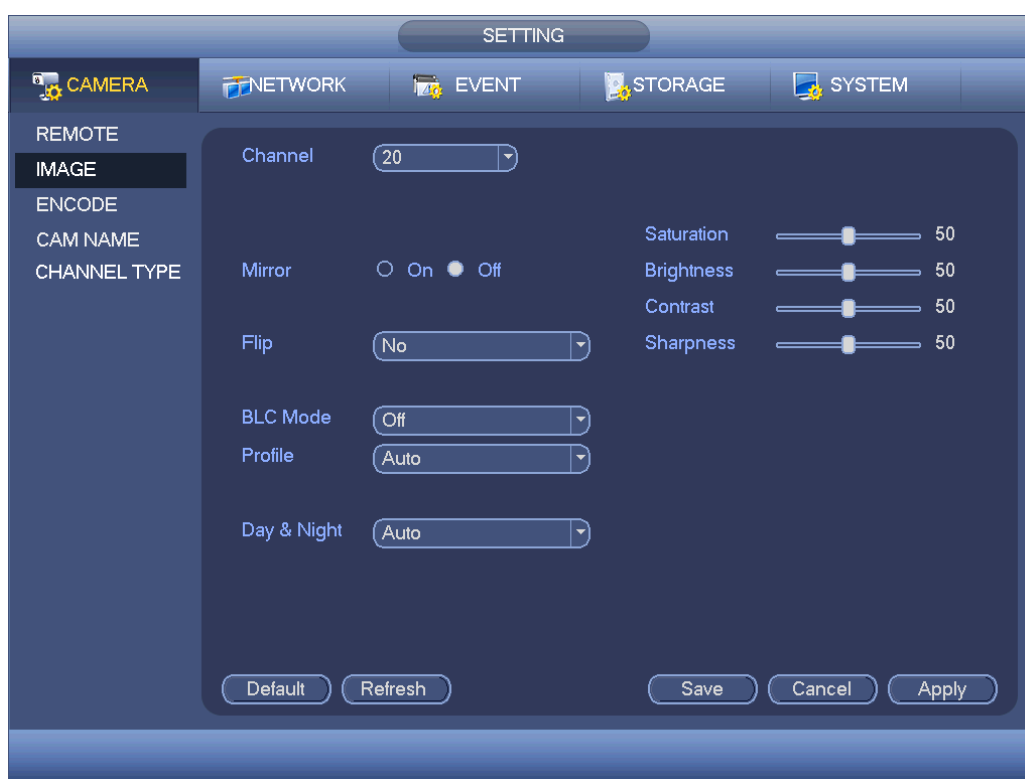 SETTING
CAMERA NETWORK EVENT STORAGE SYSTEM
REMOTE
IMAGE
ENCODE
CAM NAME
CHANNEL TYPE
Channel 20
Saturation 50
Mirror On Off Brightness 50
Contrast 50
Flip No Sharpness 50
BLC Mode Off
Profile Auto
Day & Night Auto
Default Refresh Save Cancel Apply